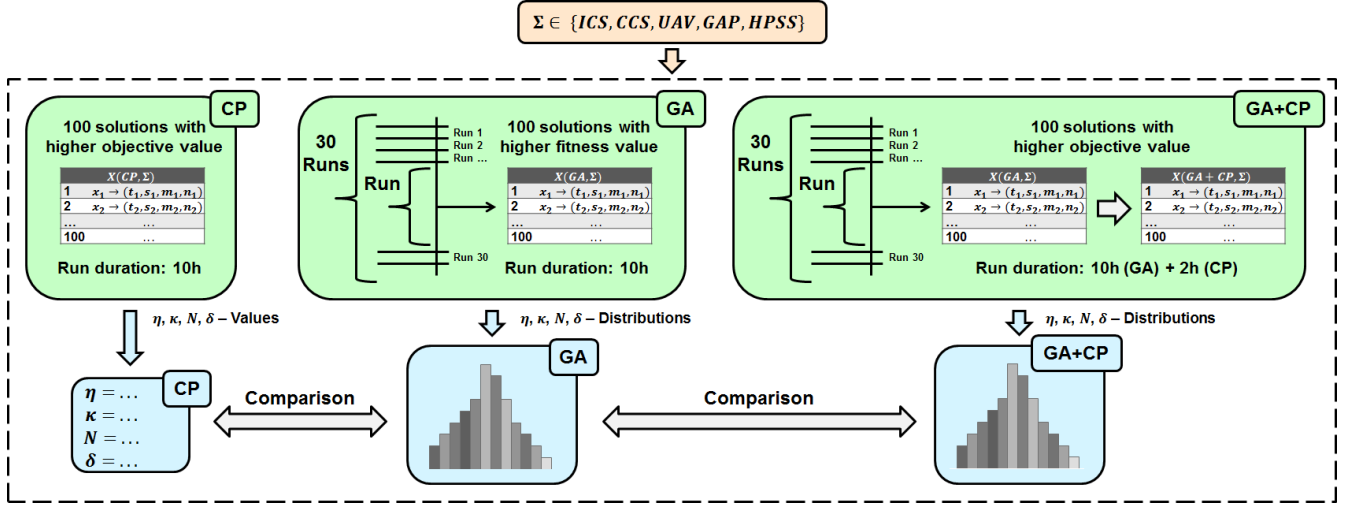 Σ ∈ {ICS, CCS, UAV, GAP, HPSS}
CP
100 solutions with
higher objective value
X(CP, Σ)
1 x₁ → (t₁, s₁, m₁, n₁)
2 x₂ → (t₂, s₂, m₂, n₂)
... ...
100 ...
Run duration: 10h
GA
30
Runs
Run
Run 1
Run 2
Run ...
Run 30
100 solutions with
higher fitness value
X(GA, Σ)
1 x₁ → (t₁, s₁, m₁, n₁)
2 x₂ → (t₂, s₂, m₂, n₂)
... ...
100 ...
Run duration: 10h
GA+CP
30
Runs
Run
Run 1
Run 2
Run ...
Run 30
100 solutions with
higher objective value
X(GA, Σ)
1 x₁ → (t₁, s₁, m₁, n₁)
2 x₂ → (t₂, s₂, m₂, n₂)
... ...
100 ...
X(GA + CP, Σ)
1 x₁ → (t₁, s₁, m₁, n₁)
2 x₂ → (t₂, s₂, m₂, n₂)
... ...
100 ...
Run duration: 10h (GA) + 2h (CP)
η, κ, N, δ – Values
η, κ, N, δ – Distributions
η, κ, N, δ – Distributions
CP
η = ...
κ = ...
N = ...
δ = ...
Comparison
GA
Comparison
GA+CP